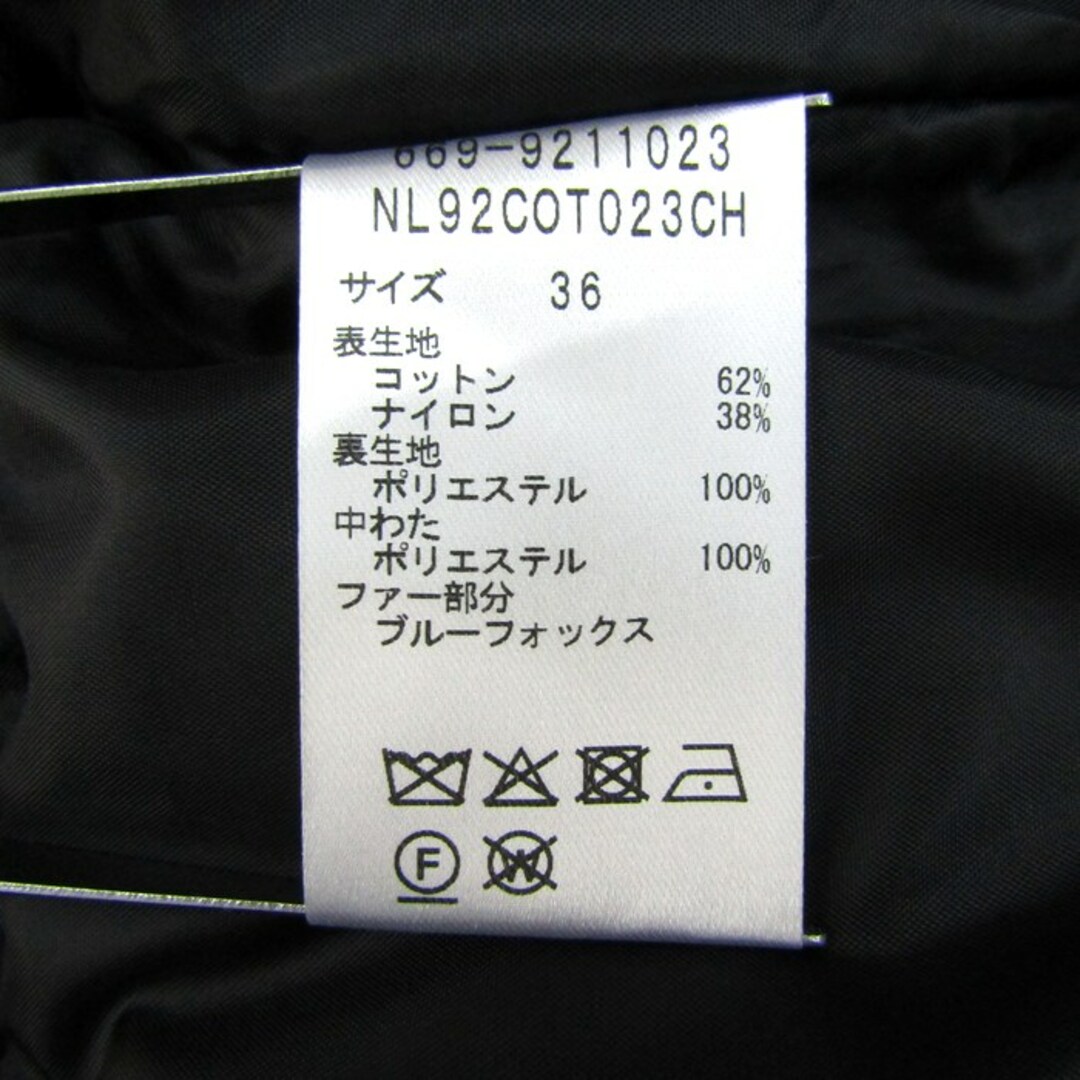 669-9211023
NL92COT023CH
サイズ 36
表生地
コットン 62%
ナイロン 38%
裏生地
ポリエステル 100%
中わた
ポリエステル 100%
ファー部分
ブルーフォックス
F W